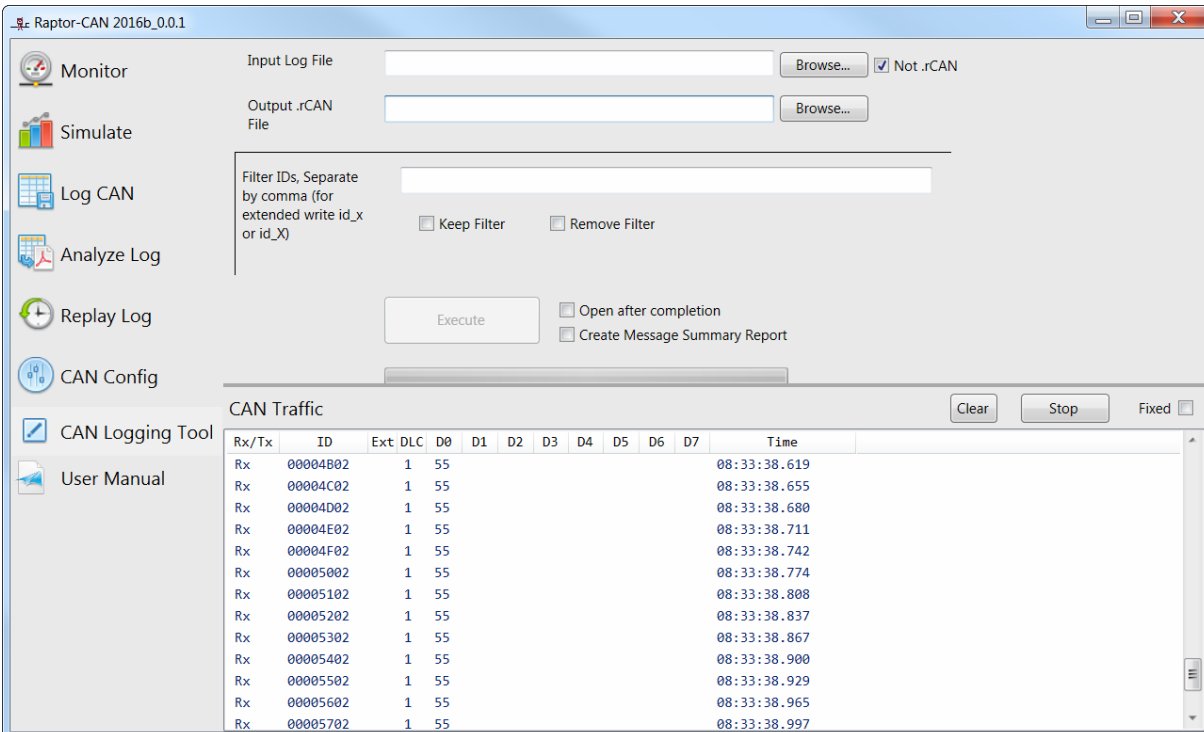 Raptor-CAN 2016b_0.0.1
Monitor
Simulate
Log CAN
Analyze Log
Replay Log
CAN Config
CAN Logging Tool
User Manual
Input Log File
Browse...
Not .rCAN
Output .rCAN
File
Browse...
Filter IDs, Separate
by comma (for
extended write id_x
or id_X)
Keep Filter
Remove Filter
Execute
Open after completion
Create Message Summary Report
CAN Traffic
Clear
Stop
Fixed
Rx/Tx ID Ext DLC D0 D1 D2 D3 D4 D5 D6 D7 Time
Rx 00004B02 1 55 08:33:38.619
Rx 00004C02 1 55 08:33:38.655
Rx 00004D02 1 55 08:33:38.680
Rx 00004E02 1 55 08:33:38.711
Rx 00004F02 1 55 08:33:38.742
Rx 00005002 1 55 08:33:38.774
Rx 00005102 1 55 08:33:38.808
Rx 00005202 1 55 08:33:38.837
Rx 00005302 1 55 08:33:38.867
Rx 00005402 1 55 08:33:38.900
Rx 00005502 1 55 08:33:38.929
Rx 00005602 1 55 08:33:38.965
Rx 00005702 1 55 08:33:38.997